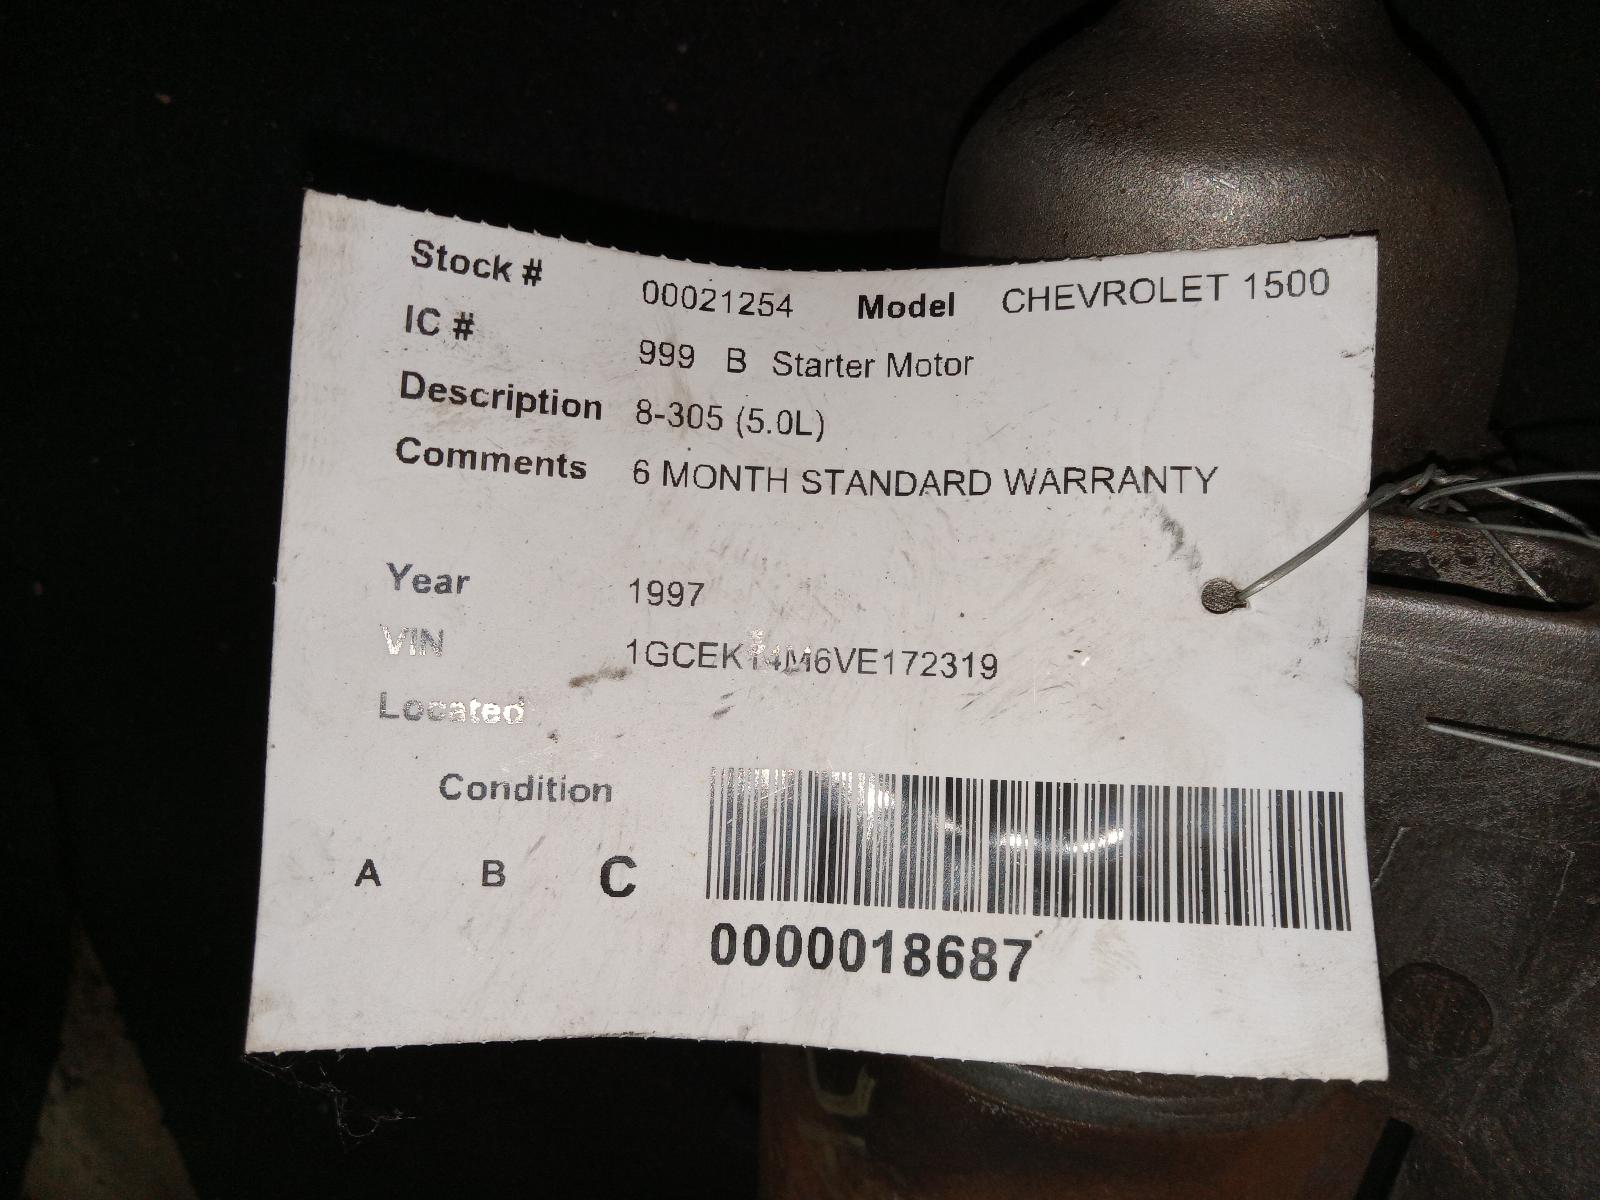 Stock # 00021254 Model CHEVROLET 1500
IC # 999 B Starter Motor
Description 8-305 (5.0L)
Comments 6 MONTH STANDARD WARRANTY
Year 1997
VIN 1GCEK14M6VE172319
Located
Condition
A B C
0000018687